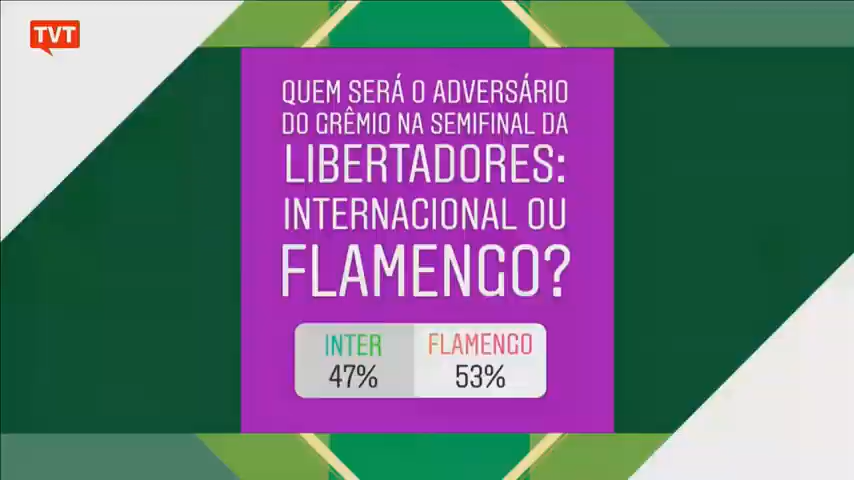 TVT
QUEM SERÁ O ADVERSÁRIO
DO GRÊMIO NA SEMIFINAL DA
LIBERTADORES:
INTERNACIONAL OU
FLAMENGO?
INTER FLAMENGO
47% 53%